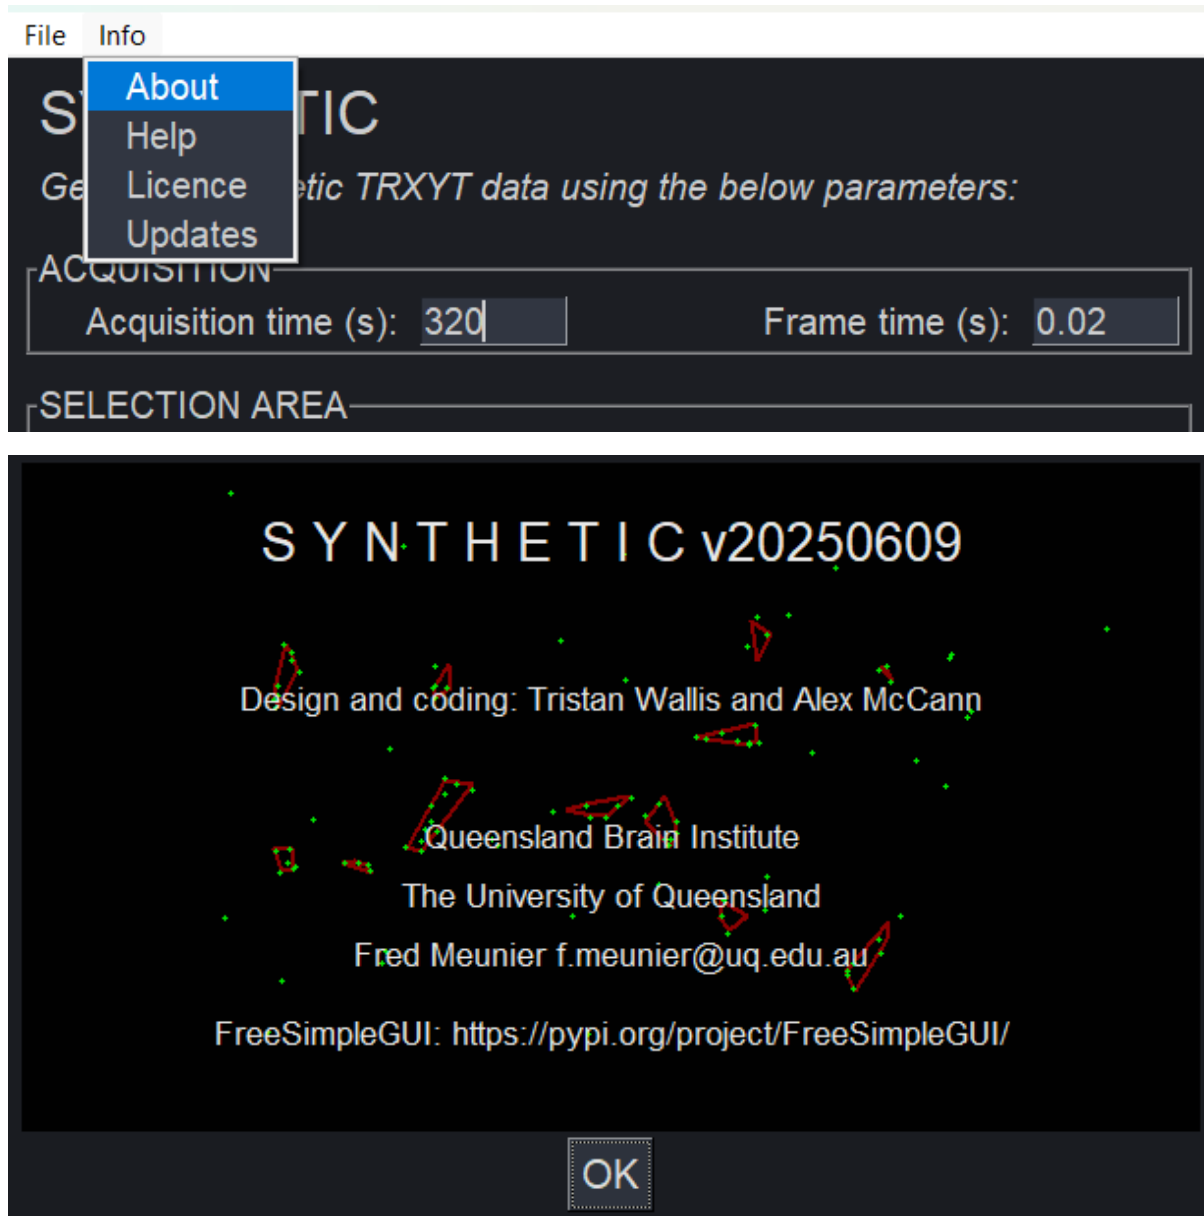 File Info
About
S TIC
Help
Ge etic TRXYT data using the below parameters:
Licence
Updates
ACQUISITION
Acquisition time (s): 320 Frame time (s): 0.02
SELECTION AREA
S Y N T H E T I C v20250609
Design and coding: Tristan Wallis and Alex McCann
Queensland Brain Institute
The University of Queensland
Fred Meunier f.meunier@uq.edu.au
FreeSimpleGUI: https://pypi.org/project/FreeSimpleGUI/
OK